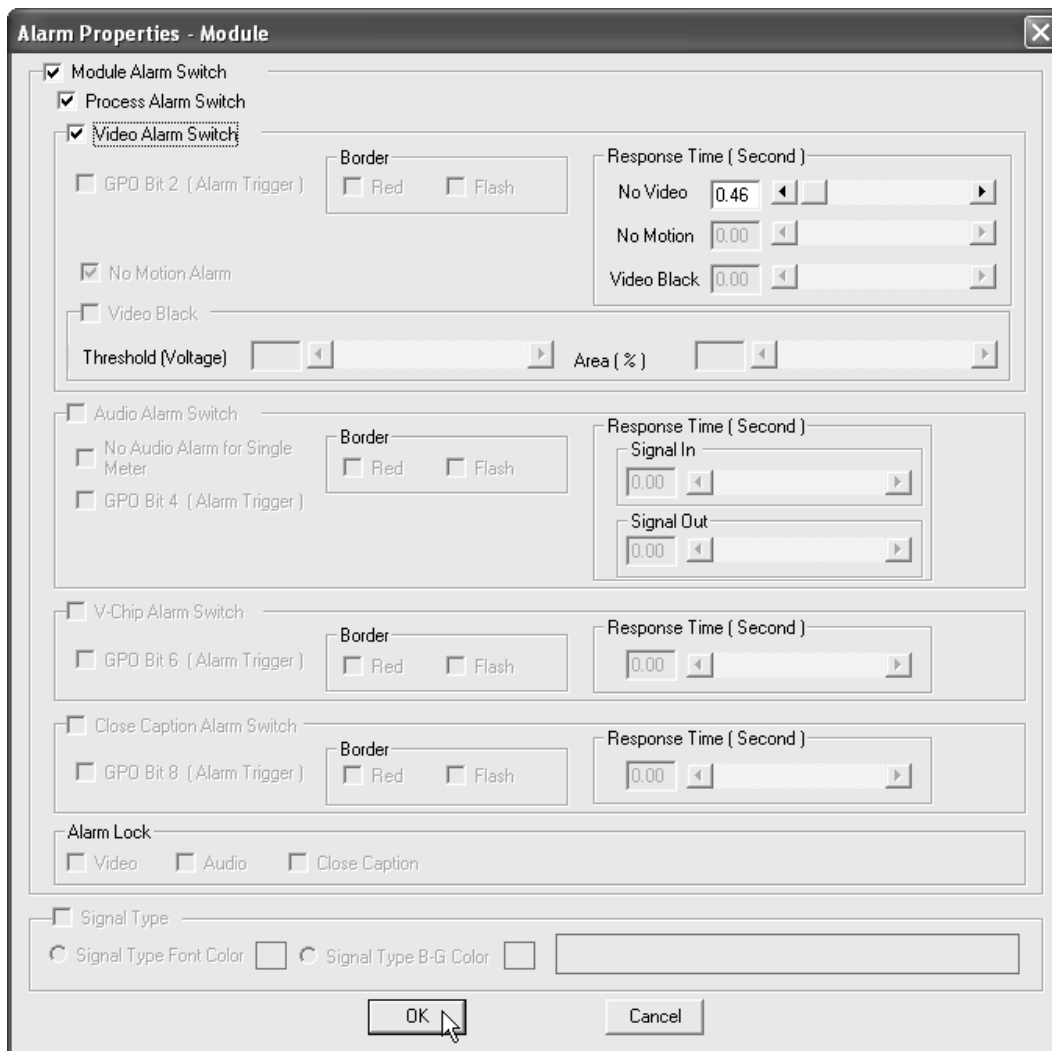 Alarm Properties - Module
Module Alarm Switch
Process Alarm Switch
Video Alarm Switch
GPO Bit 2 ( Alarm Trigger )
Border
Red
Flash
Response Time ( Second )
No Video 0.46
No Motion 0.00
Video Black 0.00
No Motion Alarm
Video Black
Threshold (Voltage)
Area ( % )
Audio Alarm Switch
No Audio Alarm for Single
Meter
GPO Bit 4 ( Alarm Trigger )
Border
Red
Flash
Response Time ( Second )
Signal In
0.00
Signal Out
0.00
V-Chip Alarm Switch
GPO Bit 6 ( Alarm Trigger )
Border
Red
Flash
Response Time ( Second )
0.00
Close Caption Alarm Switch
GPO Bit 8 ( Alarm Trigger )
Border
Red
Flash
Response Time ( Second )
0.00
Alarm Lock
Video
Audio
Close Caption
Signal Type
Signal Type Font Color
Signal Type B-G Color
OK
Cancel